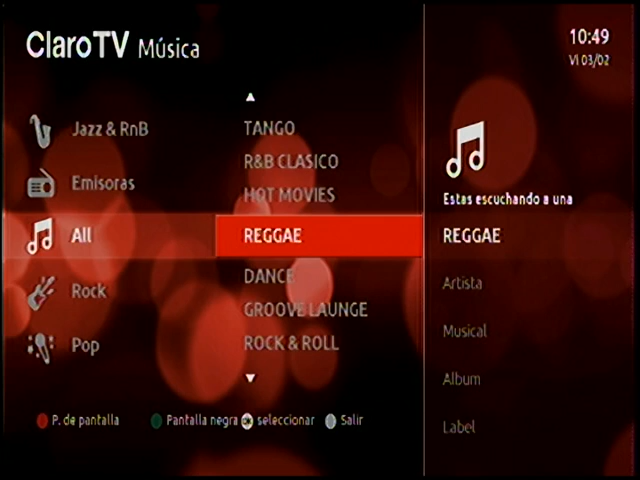 ClaroTV Música
10:49
VI 03/02
Jazz & RnB
Emisoras
All
Rock
Pop
TANGO
R&B CLASICO
HOT MOVIES
REGGAE
DANCE
GROOVE LAUNGE
ROCK & ROLL
Estas escuchando a una
REGGAE
Artista
Musical
Album
Label
P. de pantalla
Pantalla negra
OK seleccionar
Salir